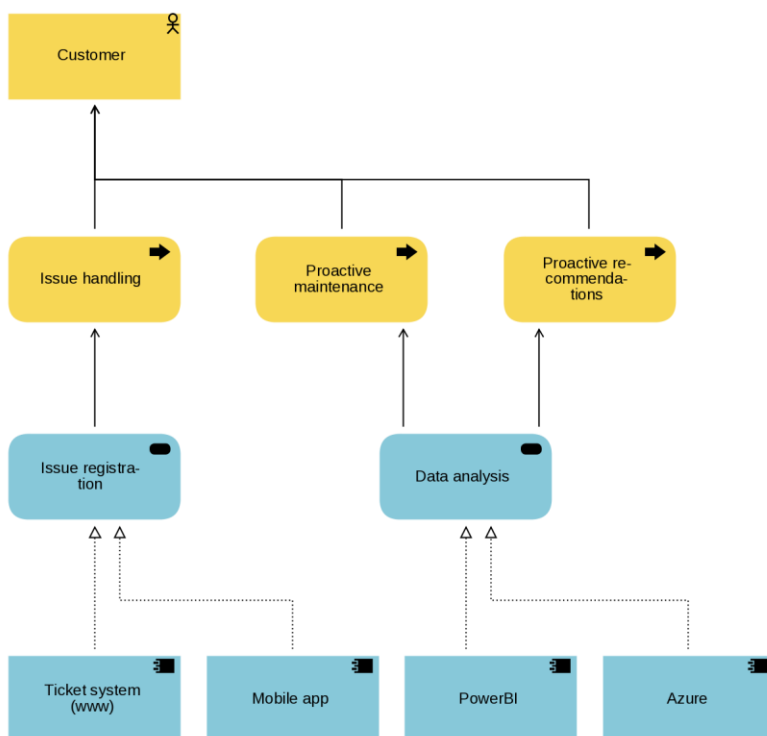 Customer
Issue handling
Proactive
maintenance
Proactive re-
commenda-
tions
Issue registra-
tion
Data analysis
Ticket system
(www)
Mobile app
PowerBI
Azure